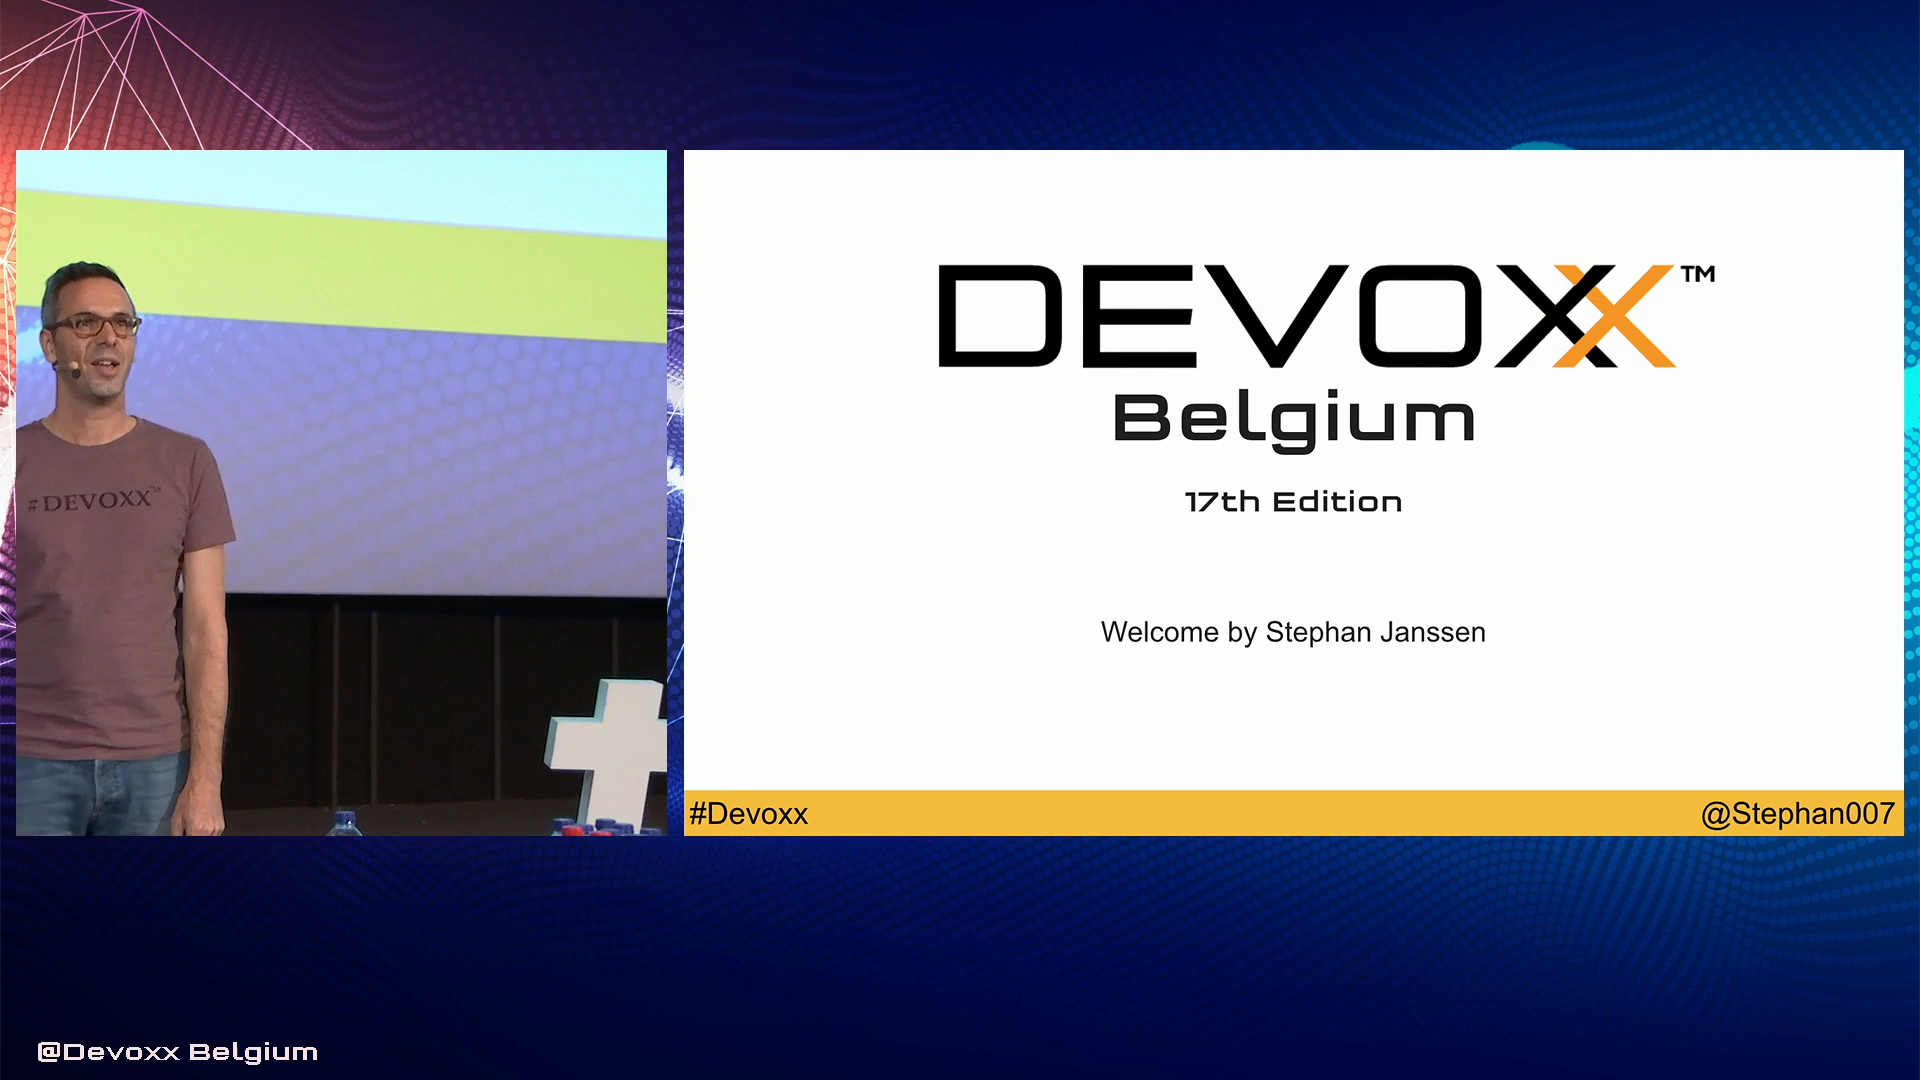 DEVOXX™
Belgium
17th Edition
Welcome by Stephan Janssen
#Devoxx
@Stephan007
#DEVOXX
@Devoxx Belgium